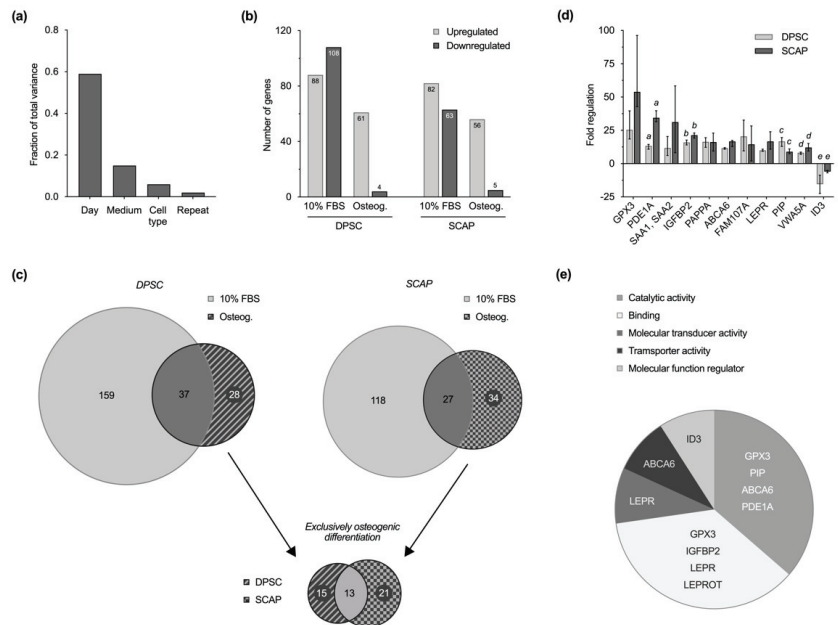 (a)
Fraction of total variance
0.8
0.6
0.4
0.2
0.0
Day
Medium
Cell type
Repeat
(b)
Number of genes
120
80
40
0
Upregulated
Downregulated
88
108
61
4
82
63
56
5
10% FBS
Osteog.
10% FBS
Osteog.
DPSC
SCAP
(c)
DPSC
10% FBS
Osteog.
159
37
28
SCAP
10% FBS
Osteog.
118
27
34
Exclusively osteogenic
differentiation
DPSC
SCAP
15
13
21
(d)
DPSC
SCAP
Fold regulation
100
75
50
25
0
-25
a
a
b
b
c
c
d
d
e
e
GPX3
PDE1A
SAA1, SAA2
IGFBP2
PAPPA
ABCA6
FAM107A
LEPR
PIP
VWA5A
ID3
(e)
Catalytic activity
Binding
Molecular transducer activity
Transporter activity
Molecular function regulator
ID3
ABCA6
LEPR
GPX3
PIP
ABCA6
PDE1A
GPX3
IGFBP2
LEPR
LEPROT